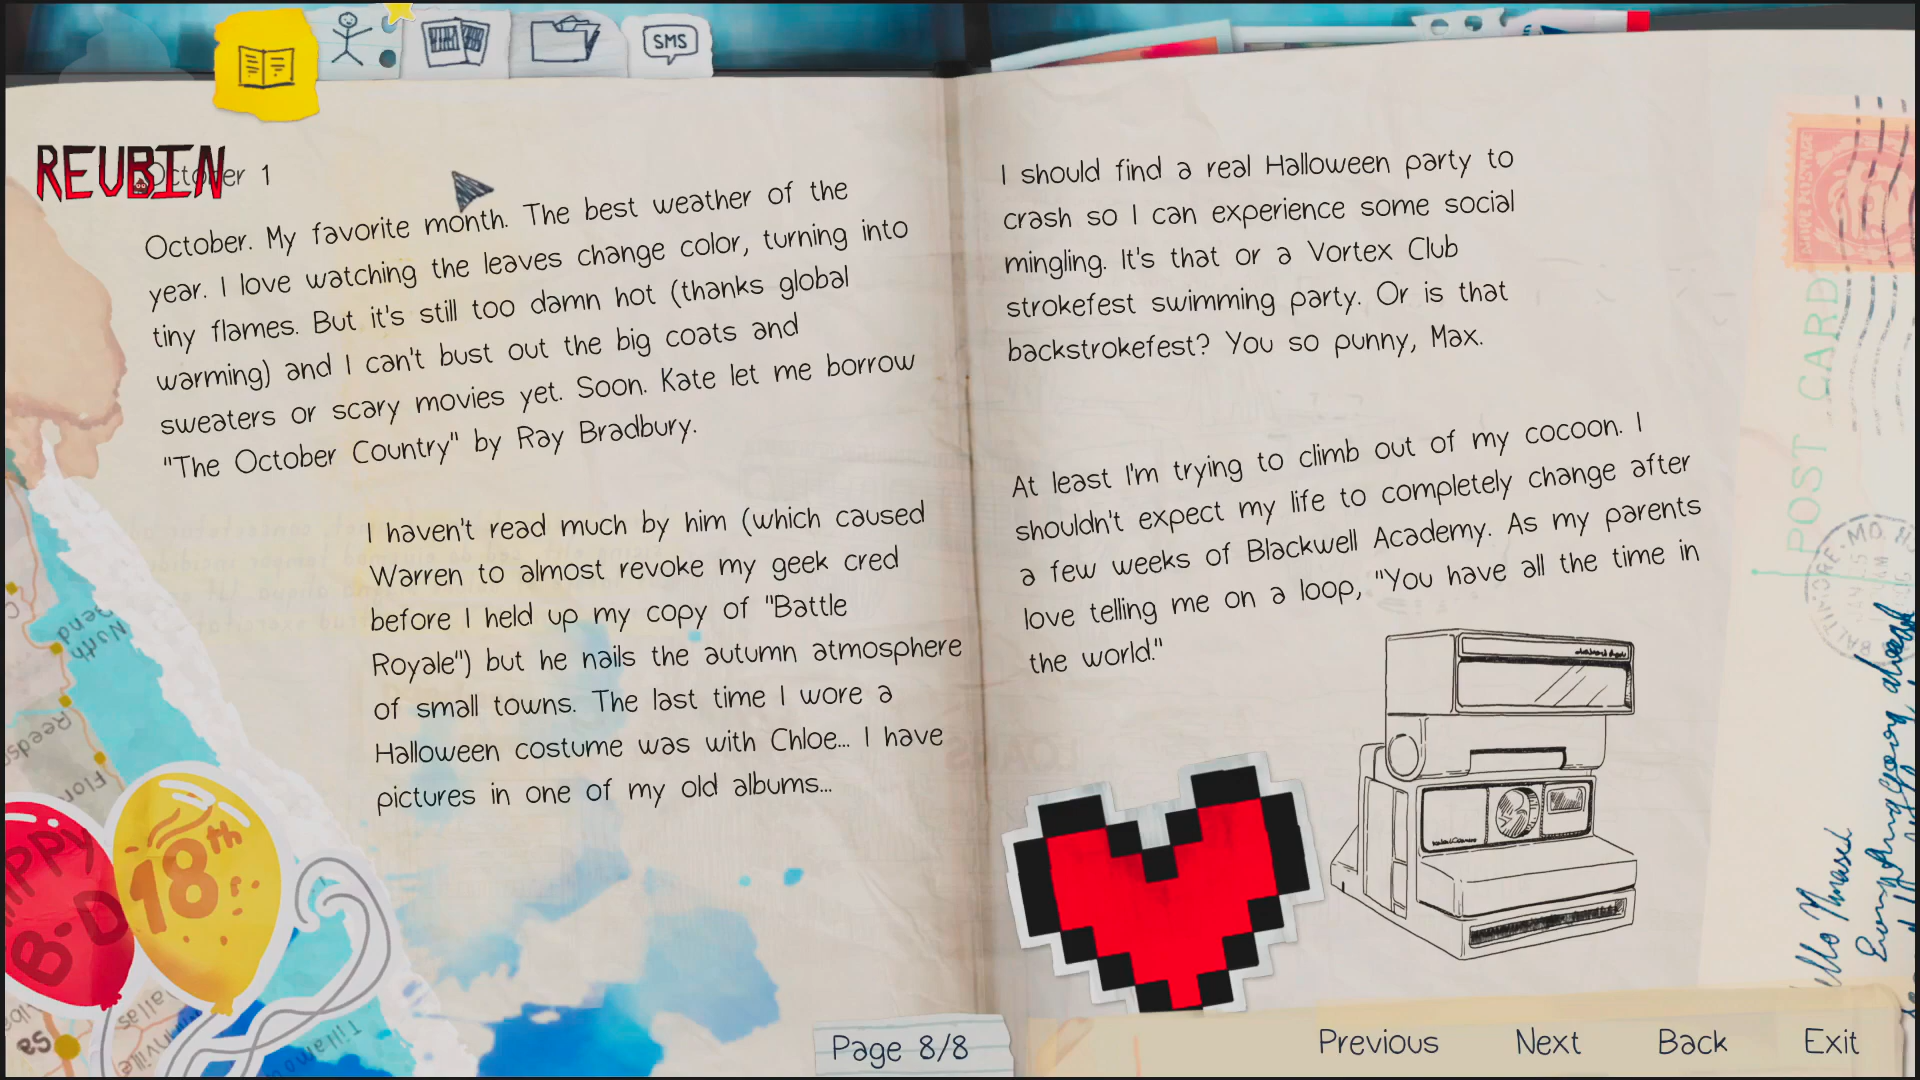 SMS
REUBIN
October 1
October. My favorite month. The best weather of the
year. I love watching the leaves change color, turning into
tiny flames. But it's still too damn hot (thanks global
warming) and I can't bust out the big coats and
sweaters or scary movies yet. Soon. Kate let me borrow
"The October Country" by Ray Bradbury.
I haven't read much by him (which caused
Warren to almost revoke my geek cred
before I held up my copy of "Battle
Royale") but he nails the autumn atmosphere
of small towns. The last time I wore a
Halloween costume was with Chloe... I have
pictures in one of my old albums...
I should find a real Halloween party to
crash so I can experience some social
mingling. It's that or a Vortex Club
strokefest swimming party. Or is that
backstrokefest? You so punny, Max.
At least I'm trying to climb out of my cocoon. I
shouldn't expect my life to completely change after
a few weeks of Blackwell Academy. As my parents
love telling me on a loop, "You have all the time in
the world."
POST CARD
North
Bend
B-D
18th
Page 8/8
Previous
Next
Back
Exit